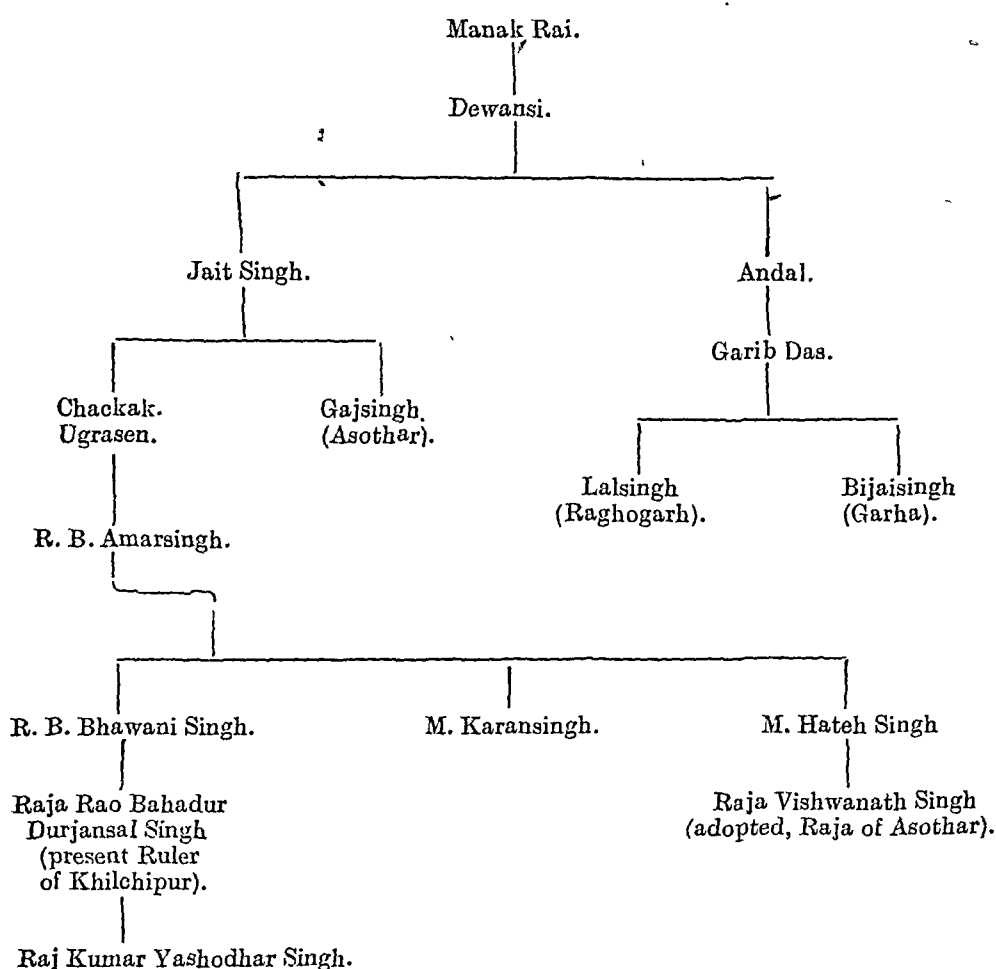 Manak Rai.
Dewansi.
Jait Singh.
Andal.
Garib Das.
Chackak.
Ugrasen.
Gajsingh.
(Asothar).
Lalsingh
(Raghogarh).
Bijaisingh
(Garha).
R. B. Amarsingh.
R. B. Bhawani Singh.
M. Karansingh.
M. Hateh Singh
Raja Rao Bahadur
Durjansal Singh
(present Ruler
of Khilchipur).
Raja Vishwanath Singh
(adopted, Raja of Asothar).
Raj Kumar Yashodhar Singh.